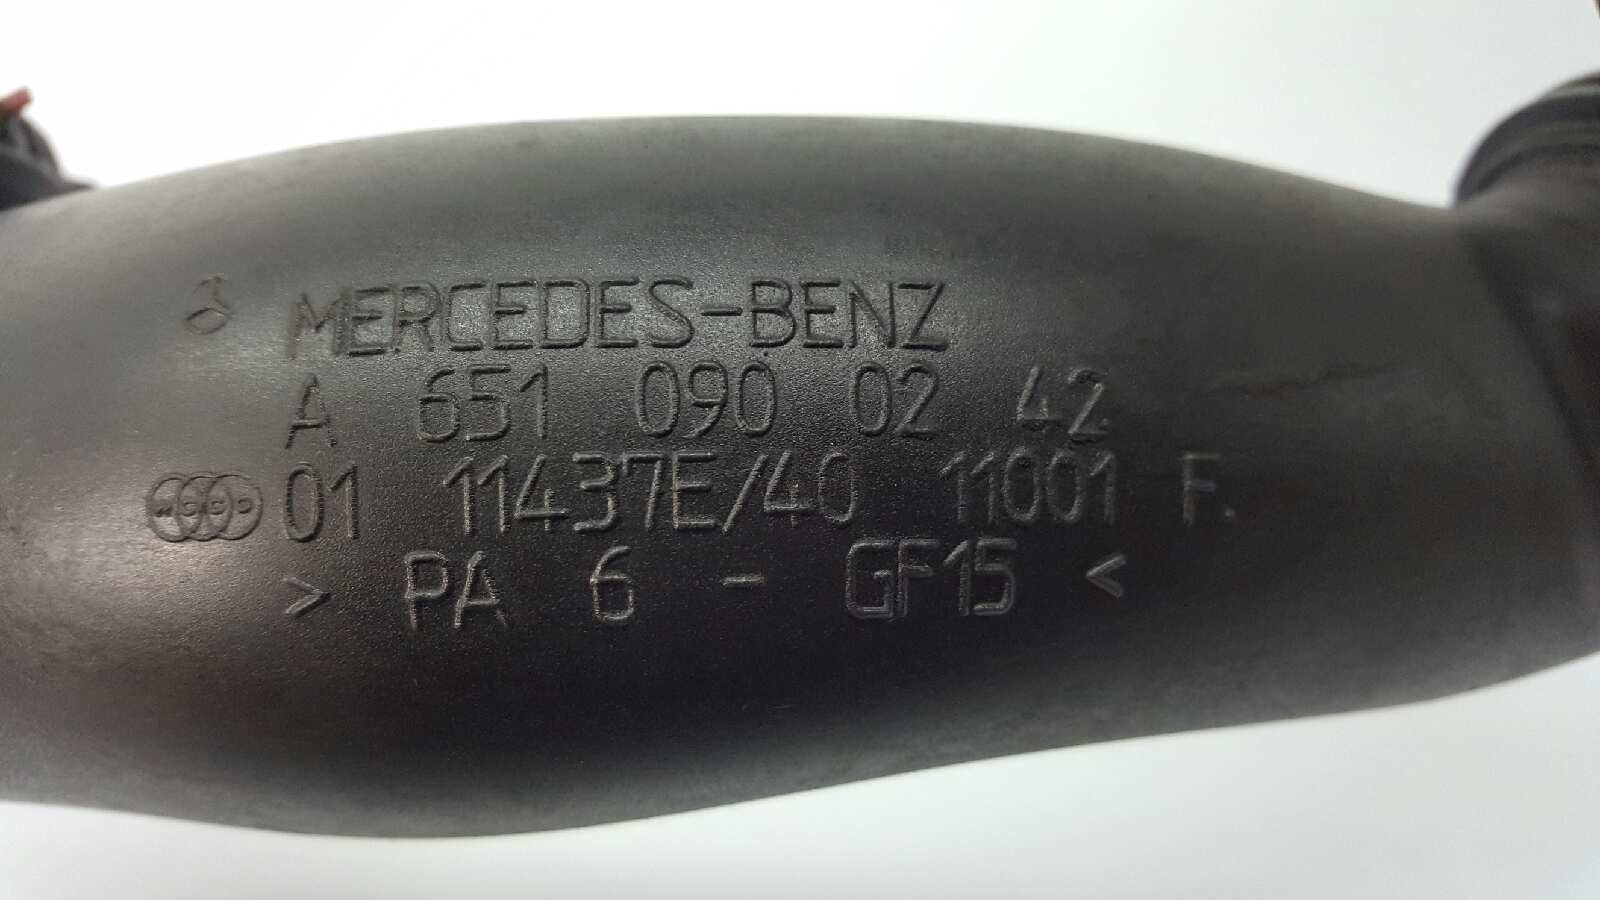 MERCEDES-BENZ
A 651 090 02 42
01 11437E/40 11001 F.
> PA 6 - GF15 <